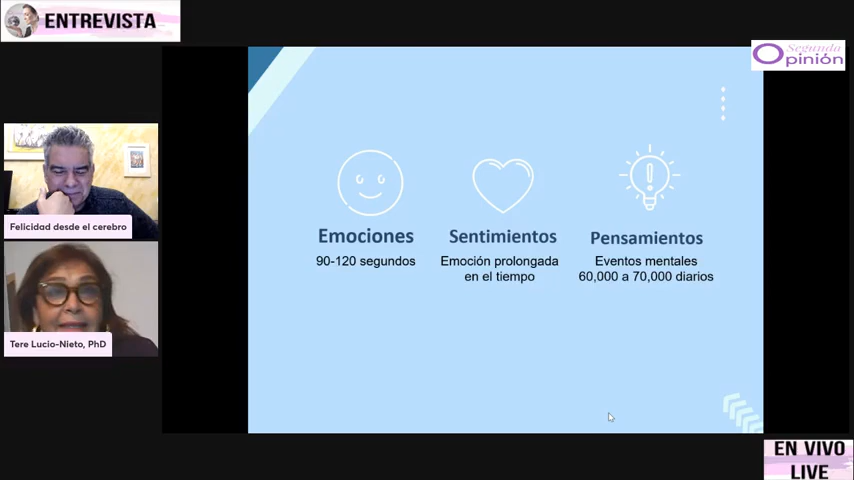 ENTREVISTA
Segunda
Opinión
Felicidad desde el cerebro
Tere Lucio-Nieto, PhD
Emociones
90-120 segundos
Sentimientos
Emoción prolongada
en el tiempo
Pensamientos
Eventos mentales
60,000 a 70,000 diarios
EN VIVO
LIVE